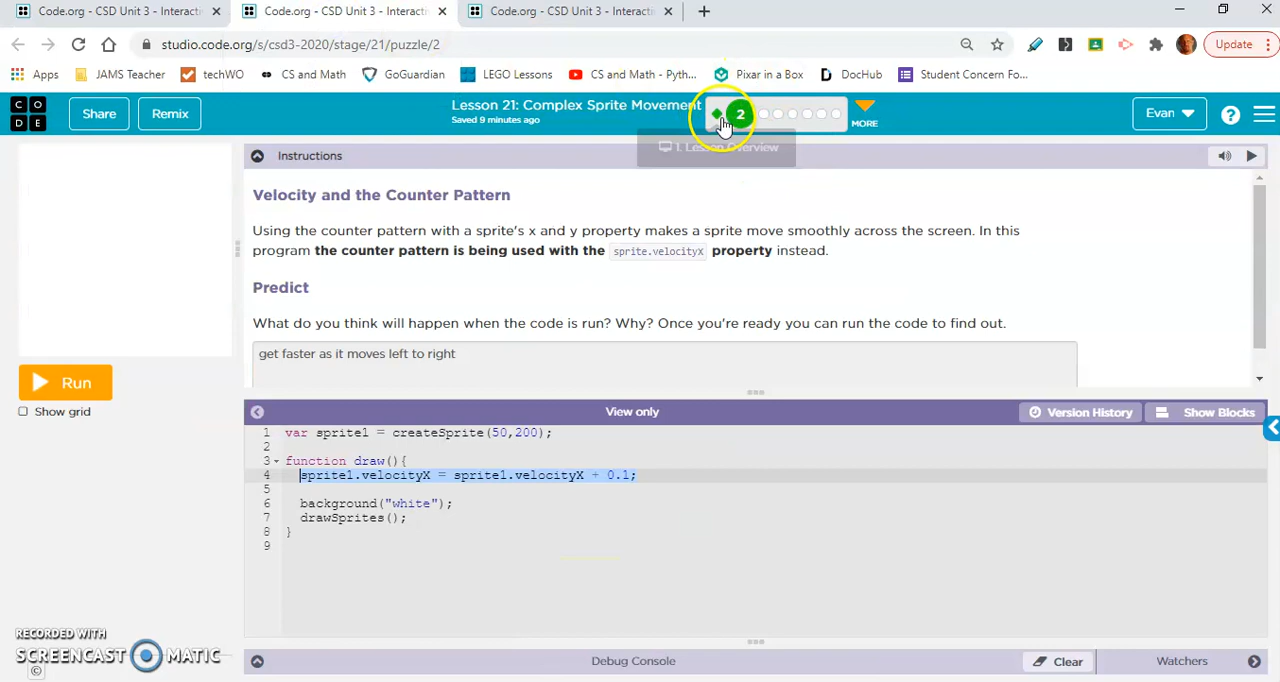 Code.org - CSD Unit 3 - Interacti
Code.org - CSD Unit 3 - Interacti
Code.org - CSD Unit 3 - Interacti
studio.code.org/s/csd3-2020/stage/21/puzzle/2
Update
Apps
JAMS Teacher
techWO
CS and Math
GoGuardian
LEGO Lessons
CS and Math - Pyth...
Pixar in a Box
DocHub
Student Concern Fo...
CO
DE
Share
Remix
Lesson 21: Complex Sprite Movement
Saved 9 minutes ago
2
MORE
Evan
?
1. Lesson Overview
Instructions
Velocity and the Counter Pattern
Using the counter pattern with a sprite's x and y property makes a sprite move smoothly across the screen. In this
program the counter pattern is being used with the sprite.velocityX property instead.
Predict
What do you think will happen when the code is run? Why? Once you're ready you can run the code to find out.
get faster as it moves left to right
Run
Show grid
View only
Version History
Show Blocks
1 var sprite1 = createSprite(50,200);
2
3 function draw(){
4 sprite1.velocityX = sprite1.velocityX + 0.1;
5
6 background("white");
7 drawSprites();
8 }
9
RECORDED WITH
SCREENCAST MATIC
©
Debug Console
Clear
Watchers